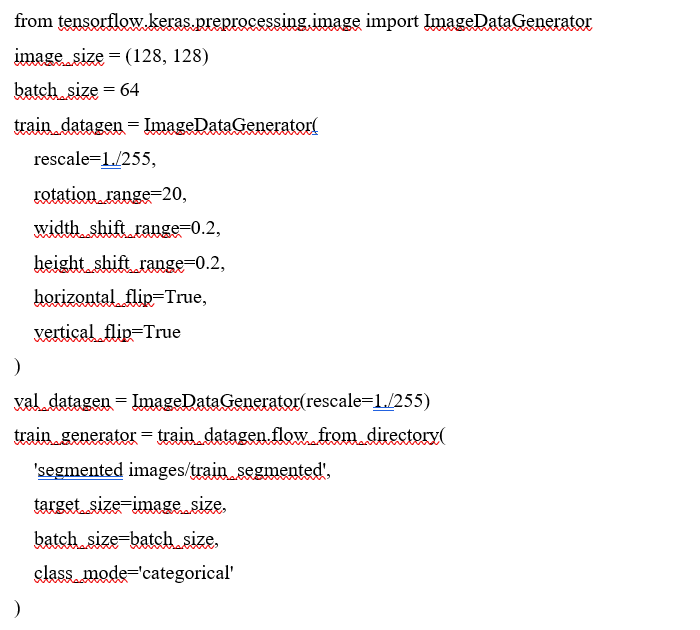 from tensorflow.keras.preprocessing.image import ImageDataGenerator
image_size = (128, 128)
batch_size = 64
train_datagen = ImageDataGenerator(
rescale=1./255,
rotation_range=20,
width_shift_range=0.2,
height_shift_range=0.2,
horizontal_flip=True,
vertical_flip=True
)
val_datagen = ImageDataGenerator(rescale=1./255)
train_generator = train_datagen.flow_from_directory(
'segmented images/train_segmented',
target_size=image_size,
batch_size=batch_size,
class_mode='categorical'
)